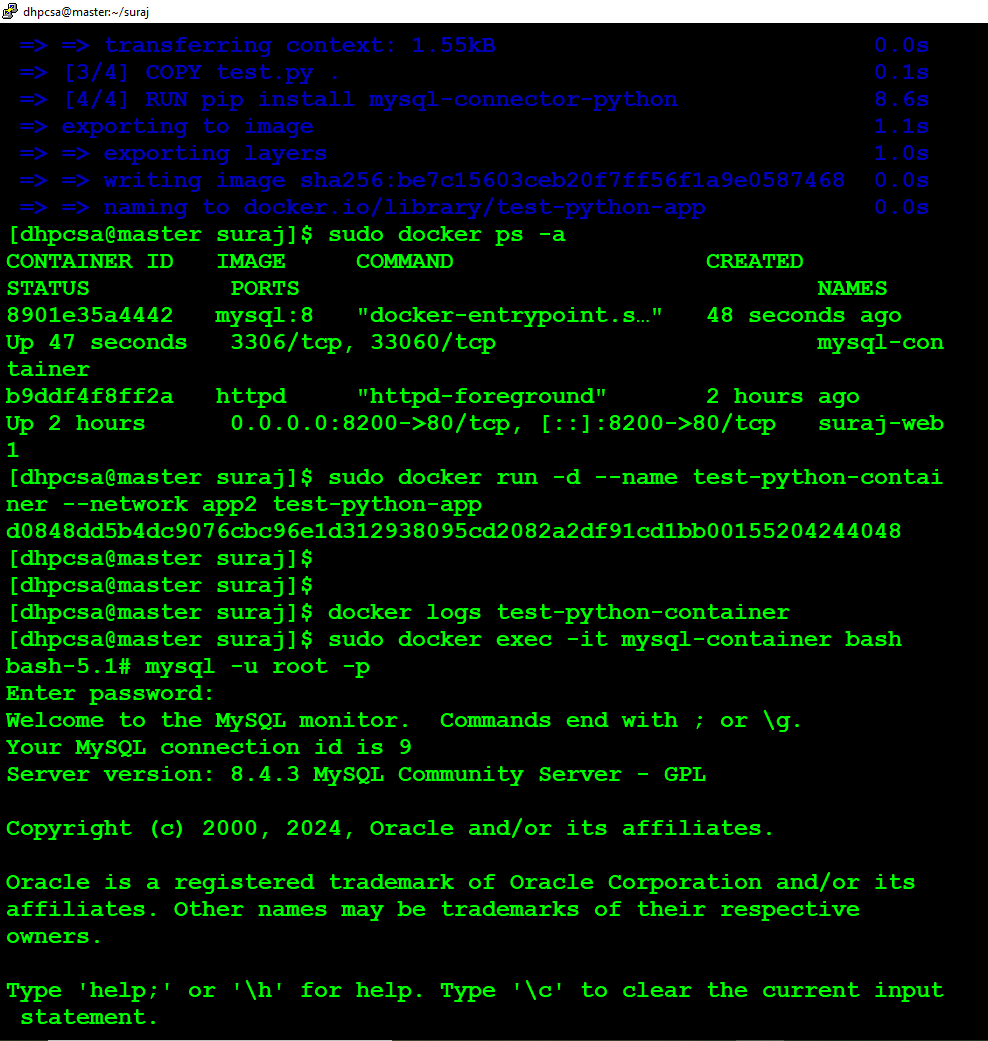 dhpcsa@master:~/suraj
=> => transferring context: 1.55kB 0.0s
=> [3/4] COPY test.py . 0.1s
=> [4/4] RUN pip install mysql-connector-python 8.6s
=> exporting to image 1.1s
=> => exporting layers 1.0s
=> => writing image sha256:be7c15603ceb20f7ff56f1a9e0587468 0.0s
=> => naming to docker.io/library/test-python-app 0.0s
[dhpcsa@master suraj]$ sudo docker ps -a
CONTAINER ID IMAGE COMMAND CREATED
STATUS PORTS NAMES
8901e35a4442 mysql:8 "docker-entrypoint.s…" 48 seconds ago
Up 47 seconds 3306/tcp, 33060/tcp mysql-con
tainer
b9ddf4f8ff2a httpd "httpd-foreground" 2 hours ago
Up 2 hours 0.0.0.0:8200->80/tcp, [::]:8200->80/tcp suraj-web
1
[dhpcsa@master suraj]$ sudo docker run -d --name test-python-contai
ner --network app2 test-python-app
d0848dd5b4dc9076cbc96e1d312938095cd2082a2df91cd1bb00155204244048
[dhpcsa@master suraj]$
[dhpcsa@master suraj]$
[dhpcsa@master suraj]$ docker logs test-python-container
[dhpcsa@master suraj]$ sudo docker exec -it mysql-container bash
bash-5.1# mysql -u root -p
Enter password:
Welcome to the MySQL monitor.  Commands end with ; or \g.
Your MySQL connection id is 9
Server version: 8.4.3 MySQL Community Server - GPL
Copyright (c) 2000, 2024, Oracle and/or its affiliates.
Oracle is a registered trademark of Oracle Corporation and/or its
affiliates. Other names may be trademarks of their respective
owners.
Type 'help;' or '\h' for help. Type '\c' to clear the current input
statement.